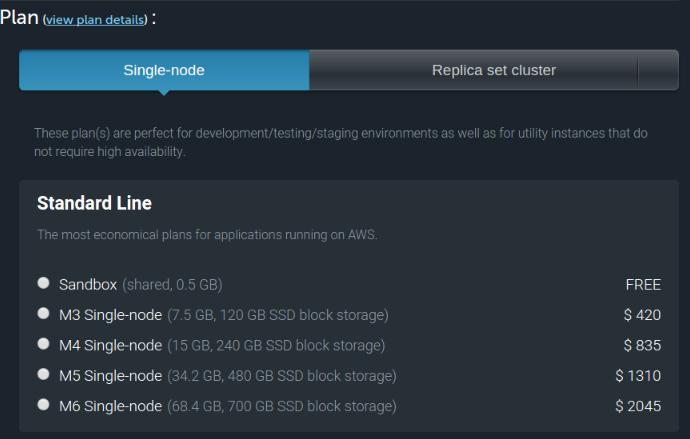 Plan (view plan details) :
Single-node
Replica set cluster
These plan(s) are perfect for development/testing/staging environments as well as for utility instances that do
not require high availability.
Standard Line
The most economical plans for applications running on AWS.
Sandbox (shared, 0.5 GB) FREE
M3 Single-node (7.5 GB, 120 GB SSD block storage) $ 420
M4 Single-node (15 GB, 240 GB SSD block storage) $ 835
M5 Single-node (34.2 GB, 480 GB SSD block storage) $ 1310
M6 Single-node (68.4 GB, 700 GB SSD block storage) $ 2045